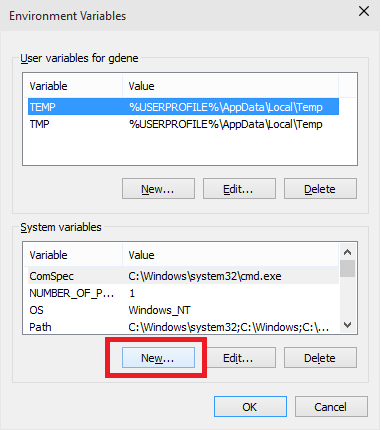 Environment Variables
User variables for gdene
Variable Value
TEMP %USERPROFILE%\AppData\Local\Temp
TMP %USERPROFILE%\AppData\Local\Temp
New... Edit... Delete
System variables
Variable Value
ComSpec C:\Windows\system32\cmd.exe
NUMBER_OF_P... 1
OS Windows_NT
Path C:\Windows\system32;C:\Windows;C:\...
New... Edit... Delete
OK Cancel